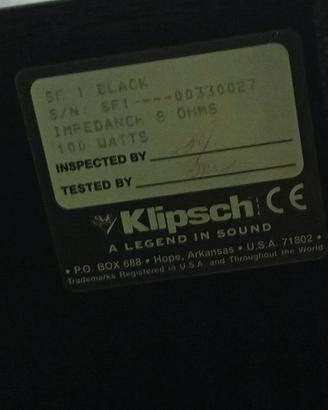 SF 1 BLACK
S/N: SF1----00330027
IMPEDANCE 8 OHMS
100 WATTS
INSPECTED BY
TESTED BY
Klipsch CE
A LEGEND IN SOUND
• P.O. BOX 688 • Hope, Arkansas • U.S.A. 71802 •
Trademarks Registered in U.S.A. and Throughout the World